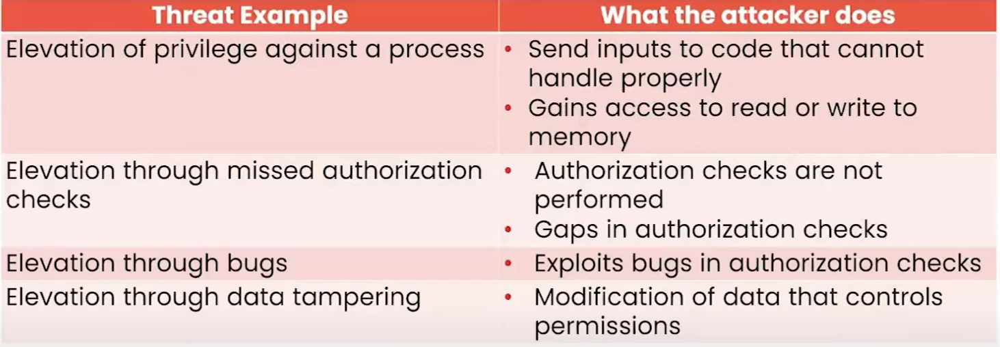 Threat Example
What the attacker does
Elevation of privilege against a process
• Send inputs to code that cannot
handle properly
• Gains access to read or write to
memory
Elevation through missed authorization
checks
• Authorization checks are not
performed
• Gaps in authorization checks
Elevation through bugs
• Exploits bugs in authorization checks
Elevation through data tampering
• Modification of data that controls
permissions